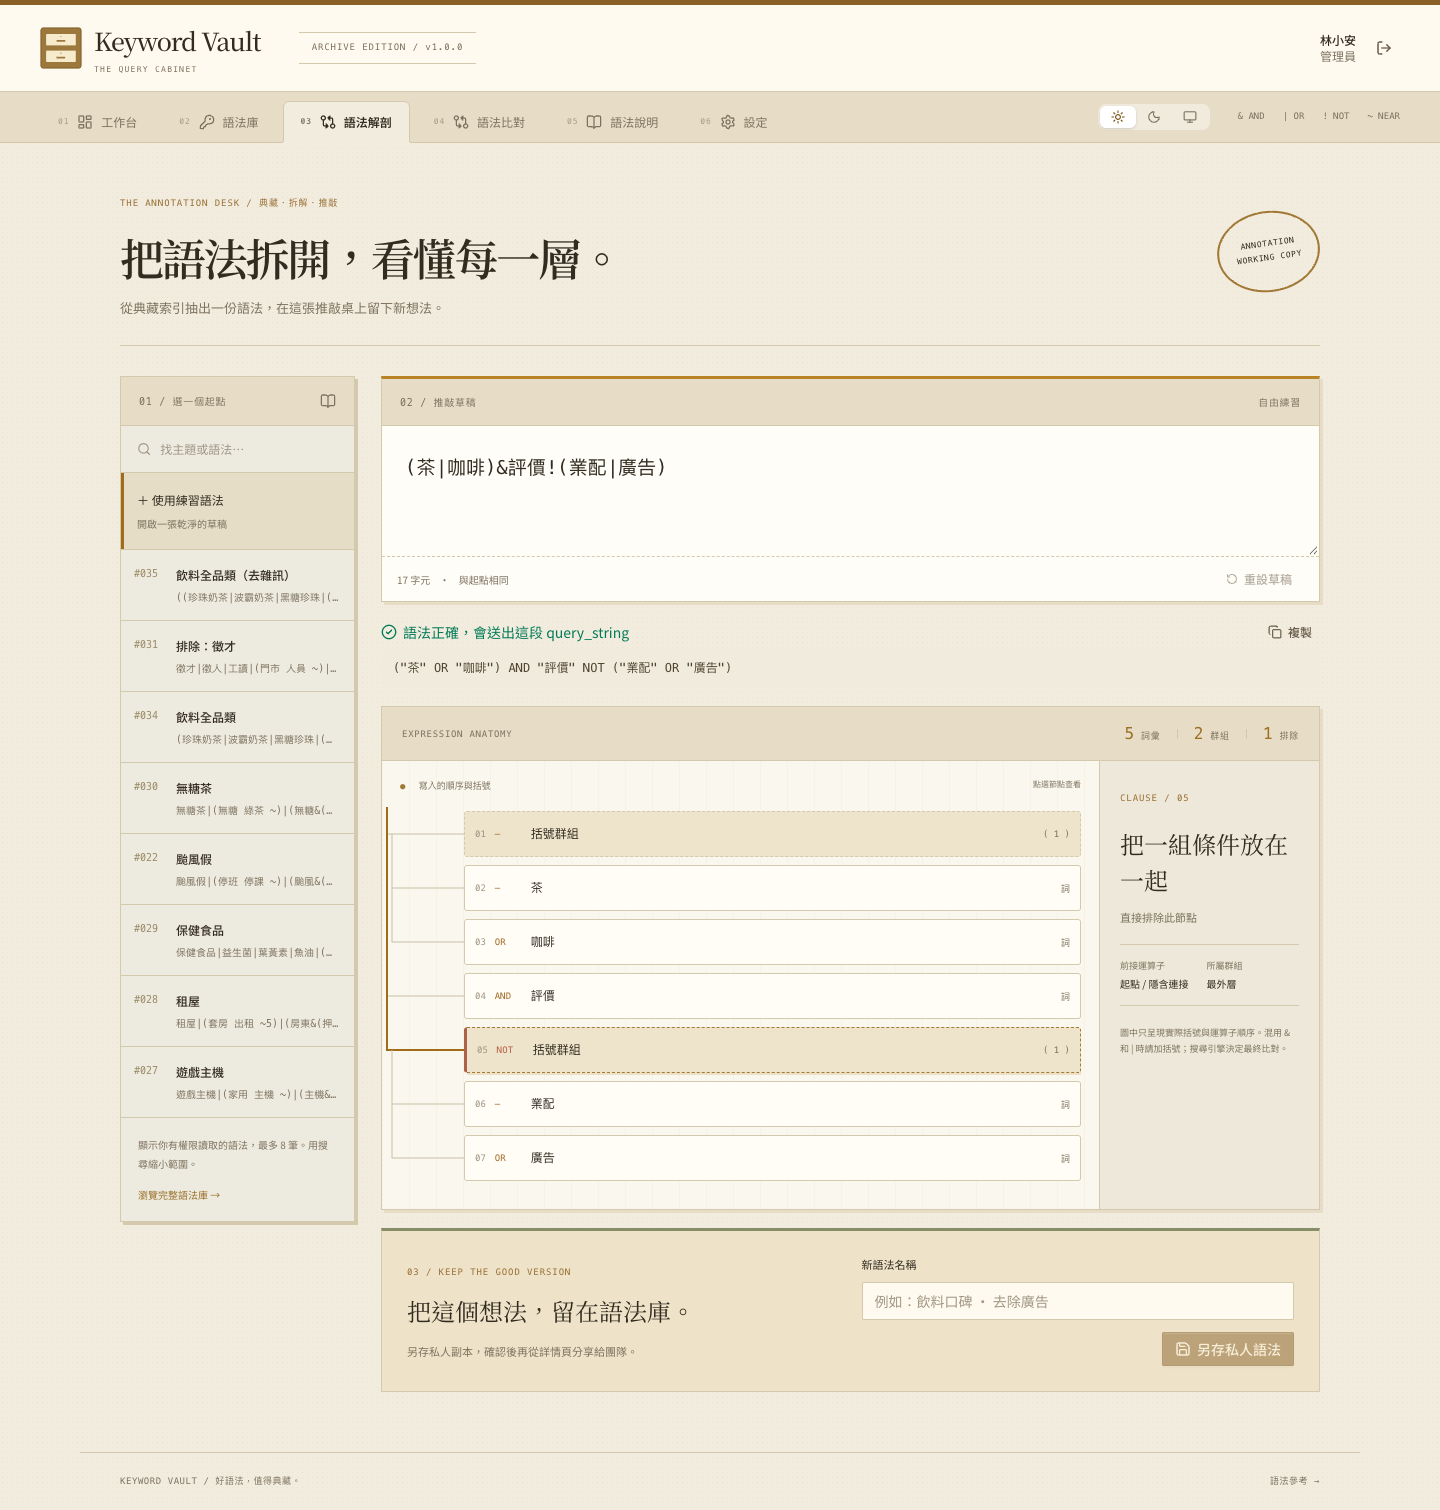 Keyword Vault
THE QUERY CABINET
ARCHIVE EDITION / v1.0.0
林小安
管理員
01 工作台
02 語法庫
03 語法解剖
04 語法比對
05 語法說明
06 設定
& AND | OR ! NOT ~ NEAR
THE ANNOTATION DESK / 典藏 · 拆解 · 推敲
把語法拆開，看懂每一層。
從典藏索引抽出一份語法，在這張推敲桌上留下新想法。
ANNOTATION
WORKING COPY
01 / 選一個起點
找主題或語法…
＋ 使用練習語法
開啟一張乾淨的草稿
#035 飲料全品類（去雜訊）
((珍珠奶茶|波霸奶茶|黑糖珍珠|(…
#031 排除：徵才
徵才|徵人|工讀|(門市 人員 ~)|…
#034 飲料全品類
(珍珠奶茶|波霸奶茶|黑糖珍珠|(…
#030 無糖茶
無糖茶|(無糖 綠茶 ~)|(無糖&(…
#022 颱風假
颱風假|(停班 停課 ~)|(颱風&(…
#029 保健食品
保健食品|益生菌|葉黃素|魚油|(…
#028 租屋
租屋|(套房 出租 ~5)|(房東&(押…
#027 遊戲主機
遊戲主機|(家用 主機 ~)|(主機&…
顯示你有權限讀取的語法，最多 8 筆。用搜
尋縮小範圍。
瀏覽完整語法庫 →
02 / 推敲草稿
自由練習
(茶|咖啡)&評價!(業配|廣告)
17 字元 · 與起點相同
重設草稿
語法正確，會送出這段 query_string
複製
("茶" OR "咖啡") AND "評價" NOT ("業配" OR "廣告")
EXPRESSION ANATOMY
5 詞彙
2 群組
1 排除
寫入的順序與括號
點選節點查看
01 — 括號群組 ( 1 )
02 — 茶 詞
03 OR 咖啡 詞
04 AND 評價 詞
05 NOT 括號群組 ( 1 )
06 — 業配 詞
07 OR 廣告 詞
CLAUSE / 05
把一組條件放在
一起
直接排除此節點
前接運算子 所屬群組
起點 / 隱含連接 最外層
圖中只呈現實際括號與運算子順序。混用 &
和 | 時請加括號；搜尋引擎決定最終比對。
03 / KEEP THE GOOD VERSION
把這個想法，留在語法庫。
另存私人副本，確認後再從詳情頁分享給團隊。
新語法名稱
例如：飲料口碑 · 去除廣告
另存私人語法
KEYWORD VAULT / 好語法，值得典藏。
語法參考 →